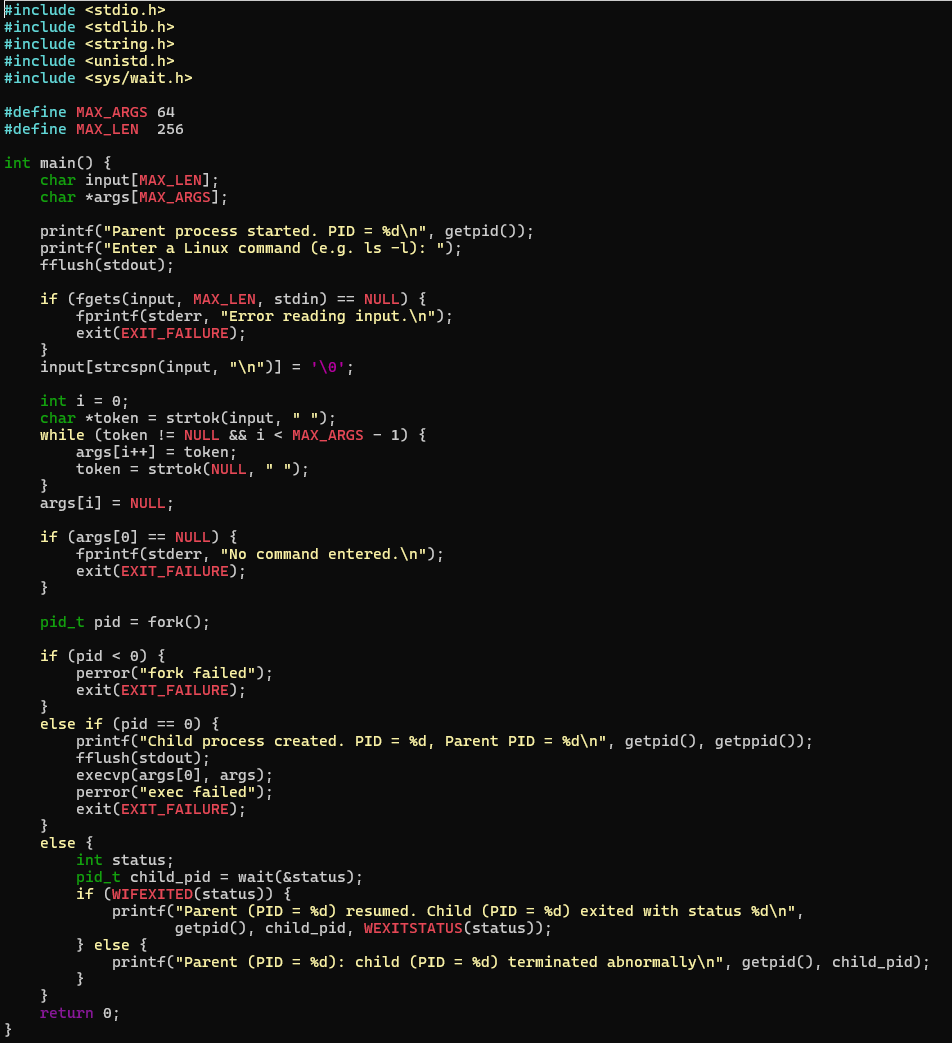 #include <stdio.h>
#include <stdlib.h>
#include <string.h>
#include <unistd.h>
#include <sys/wait.h>

#define MAX_ARGS 64
#define MAX_LEN  256

int main() {
    char input[MAX_LEN];
    char *args[MAX_ARGS];

    printf("Parent process started. PID = %d\n", getpid());
    printf("Enter a Linux command (e.g. ls -l): ");
    fflush(stdout);

    if (fgets(input, MAX_LEN, stdin) == NULL) {
        fprintf(stderr, "Error reading input.\n");
        exit(EXIT_FAILURE);
    }
    input[strcspn(input, "\n")] = '\0';

    int i = 0;
    char *token = strtok(input, " ");
    while (token != NULL && i < MAX_ARGS - 1) {
        args[i++] = token;
        token = strtok(NULL, " ");
    }
    args[i] = NULL;

    if (args[0] == NULL) {
        fprintf(stderr, "No command entered.\n");
        exit(EXIT_FAILURE);
    }

    pid_t pid = fork();

    if (pid < 0) {
        perror("fork failed");
        exit(EXIT_FAILURE);
    }
    else if (pid == 0) {
        printf("Child process created. PID = %d, Parent PID = %d\n", getpid(), getppid());
        fflush(stdout);
        execvp(args[0], args);
        perror("exec failed");
        exit(EXIT_FAILURE);
    }
    else {
        int status;
        pid_t child_pid = wait(&status);
        if (WIFEXITED(status)) {
            printf("Parent (PID = %d) resumed. Child (PID = %d) exited with status %d\n",
                   getpid(), child_pid, WEXITSTATUS(status));
        } else {
            printf("Parent (PID = %d): child (PID = %d) terminated abnormally\n", getpid(), child_pid);
        }
    }
    return 0;
}